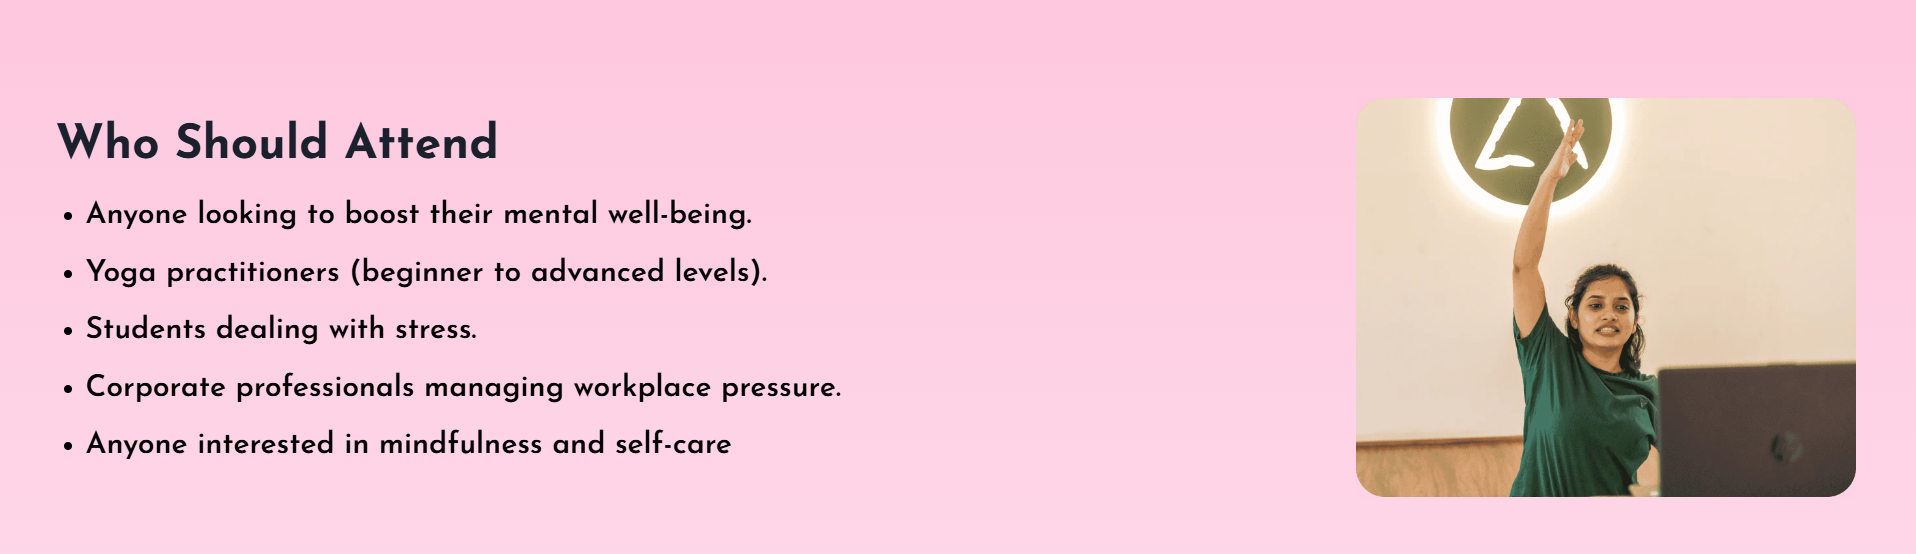 Who Should Attend
• Anyone looking to boost their mental well-being.
• Yoga practitioners (beginner to advanced levels).
• Students dealing with stress.
• Corporate professionals managing workplace pressure.
• Anyone interested in mindfulness and self-care